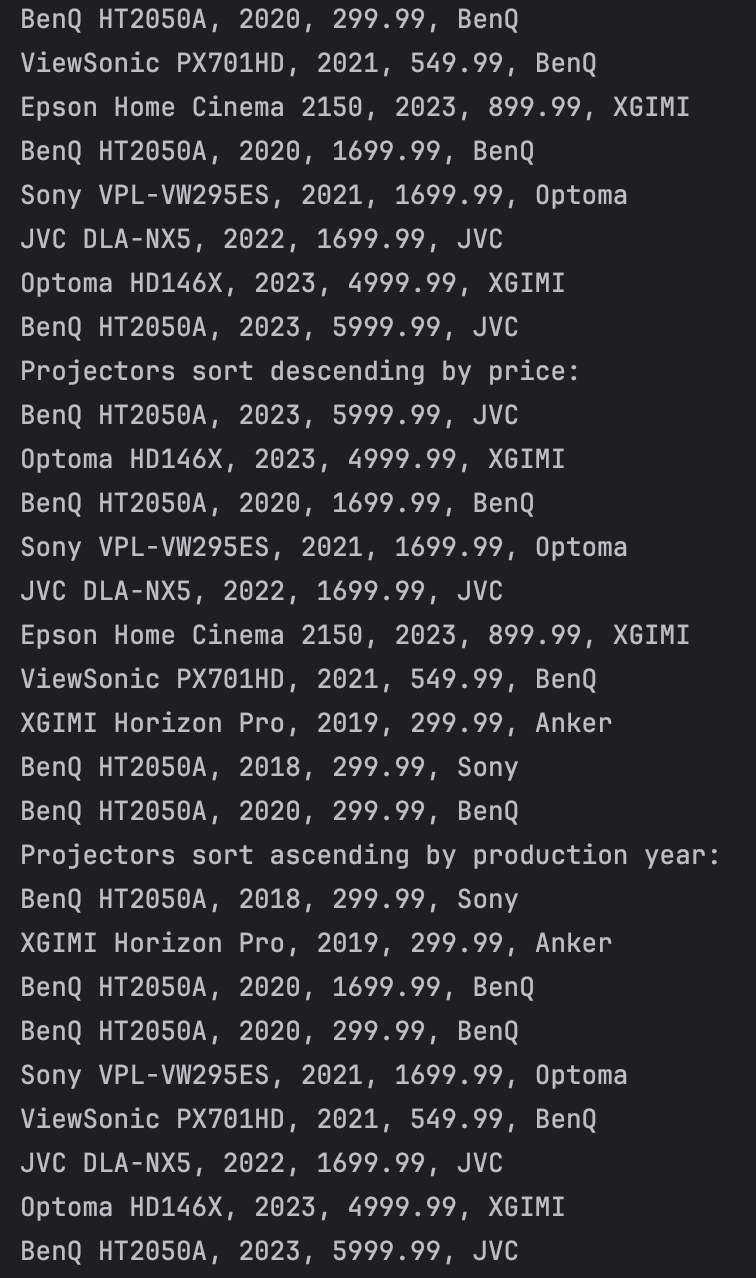 BenQ HT2050A, 2020, 299.99, BenQ
ViewSonic PX701HD, 2021, 549.99, BenQ
Epson Home Cinema 2150, 2023, 899.99, XGIMI
BenQ HT2050A, 2020, 1699.99, BenQ
Sony VPL-VW295ES, 2021, 1699.99, Optoma
JVC DLA-NX5, 2022, 1699.99, JVC
Optoma HD146X, 2023, 4999.99, XGIMI
BenQ HT2050A, 2023, 5999.99, JVC
Projectors sort descending by price:
BenQ HT2050A, 2023, 5999.99, JVC
Optoma HD146X, 2023, 4999.99, XGIMI
BenQ HT2050A, 2020, 1699.99, BenQ
Sony VPL-VW295ES, 2021, 1699.99, Optoma
JVC DLA-NX5, 2022, 1699.99, JVC
Epson Home Cinema 2150, 2023, 899.99, XGIMI
ViewSonic PX701HD, 2021, 549.99, BenQ
XGIMI Horizon Pro, 2019, 299.99, Anker
BenQ HT2050A, 2018, 299.99, Sony
BenQ HT2050A, 2020, 299.99, BenQ
Projectors sort ascending by production year:
BenQ HT2050A, 2018, 299.99, Sony
XGIMI Horizon Pro, 2019, 299.99, Anker
BenQ HT2050A, 2020, 1699.99, BenQ
BenQ HT2050A, 2020, 299.99, BenQ
Sony VPL-VW295ES, 2021, 1699.99, Optoma
ViewSonic PX701HD, 2021, 549.99, BenQ
JVC DLA-NX5, 2022, 1699.99, JVC
Optoma HD146X, 2023, 4999.99, XGIMI
BenQ HT2050A, 2023, 5999.99, JVC